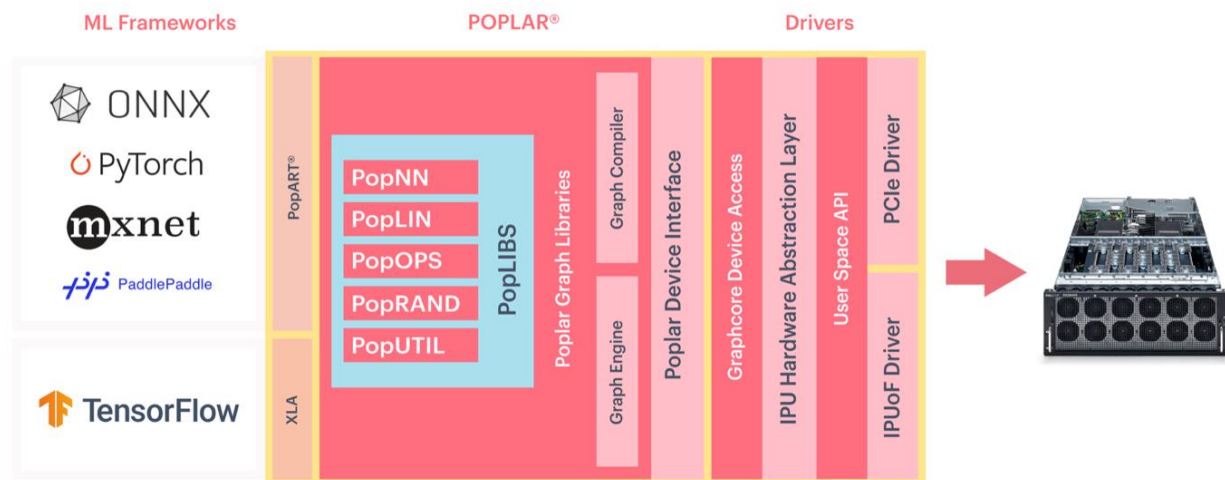 ML Frameworks
POPLAR®
Drivers
ONNX
PyTorch
mxnet
PaddlePaddle
TensorFlow
PopART®
XLA
PopNN
PopLIN
PopOPS
PopRAND
PopUTIL
PopLIBS
Poplar Graph Libraries
Graph Compiler
Graph Engine
Poplar Device Interface
Graphcore Device Access
IPU Hardware Abstraction Layer
User Space API
PCIe Driver
IPUoF Driver